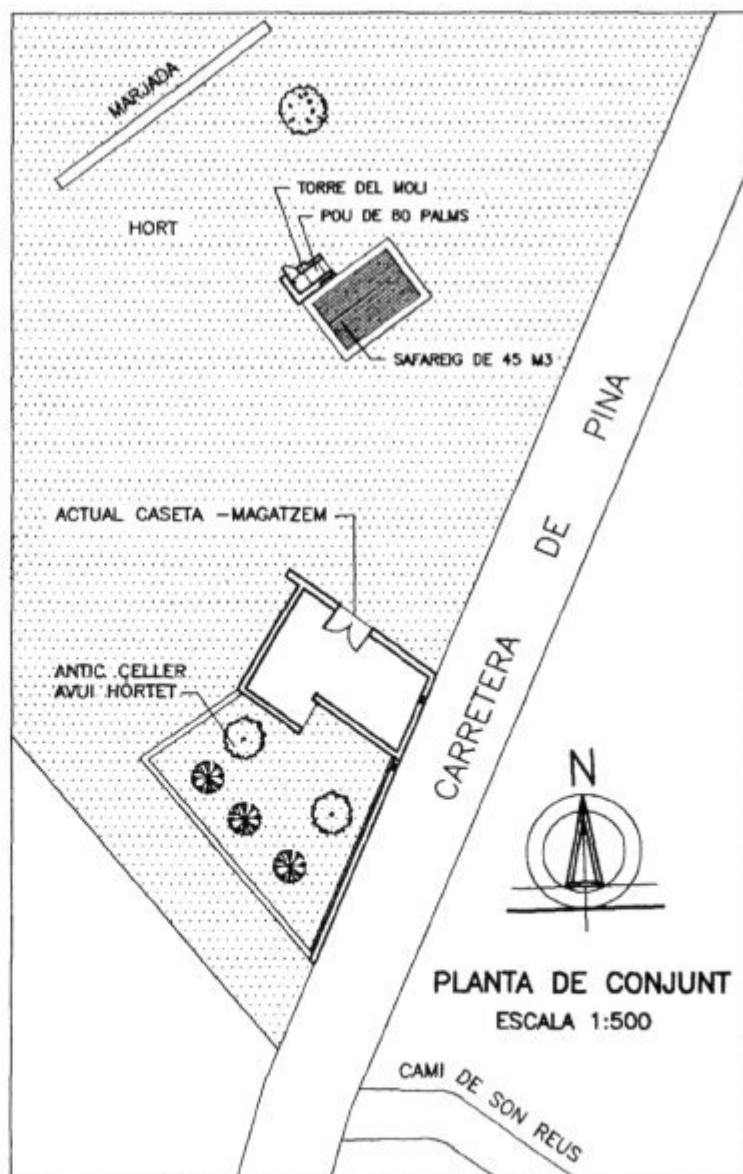 MARJADA
TORRE DEL MOLI
POU DE 80 PALMS
HORT
SAFAREIG DE 45 M3
CARRETERA DE PINA
ACTUAL CASETA -MAGATZEM
ANTIC CELLER
AVUI HORTET
N
PLANTA DE CONJUNT
ESCALA 1:500
CAMI DE SON REUS